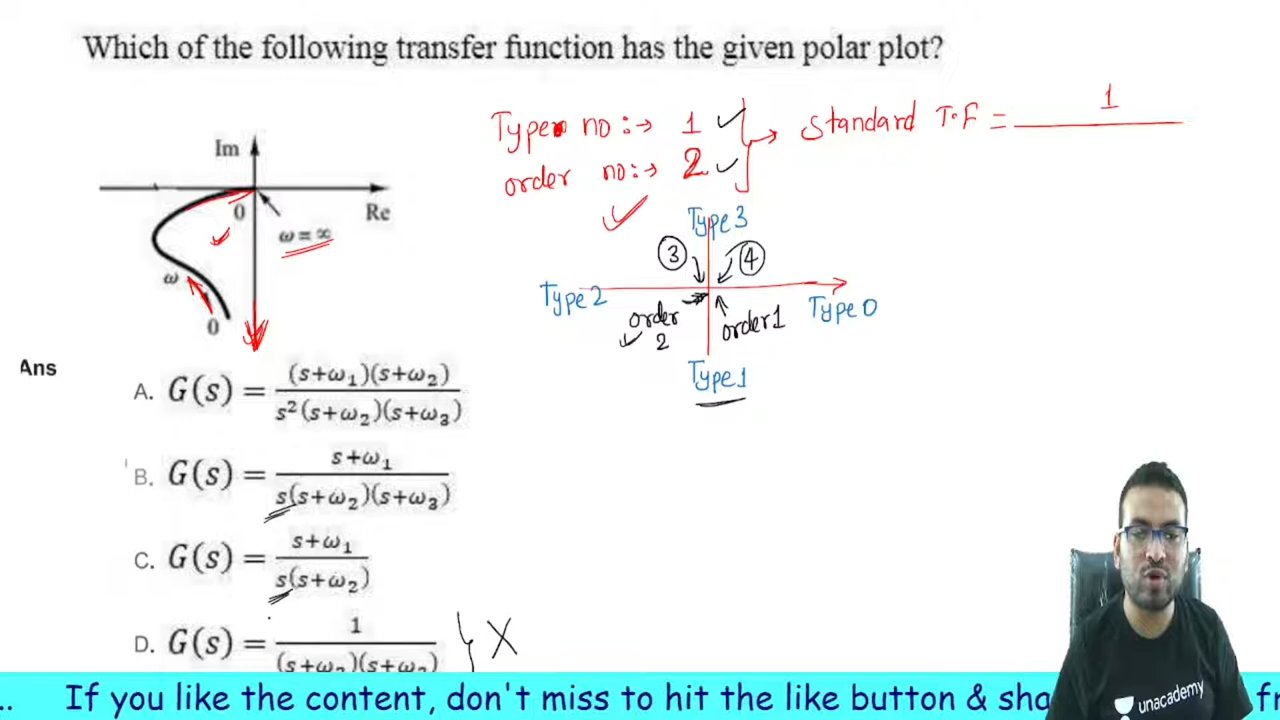 Which of the following transfer function has the given polar plot?
Type no :→ 1 ✓
order no :→ 2 ✓
→ standard T.F = 1
Im
0
Re
ω = ∞
ω
0
Type 3
③
④
Type 2
Type 0
order 2
order 1
Type 1
Ans
A. G(s) = (s+ω₁)(s+ω₂) / s²(s+ω₂)(s+ω₃)
B. G(s) = s+ω₁ / s(s+ω₂)(s+ω₃)
C. G(s) = s+ω₁ / s(s+ω₂)
D. G(s) = 1 / (s+ω₂)(s+ω₃) } X
.. If you like the content, don't miss to hit the like button & sha
unacademy